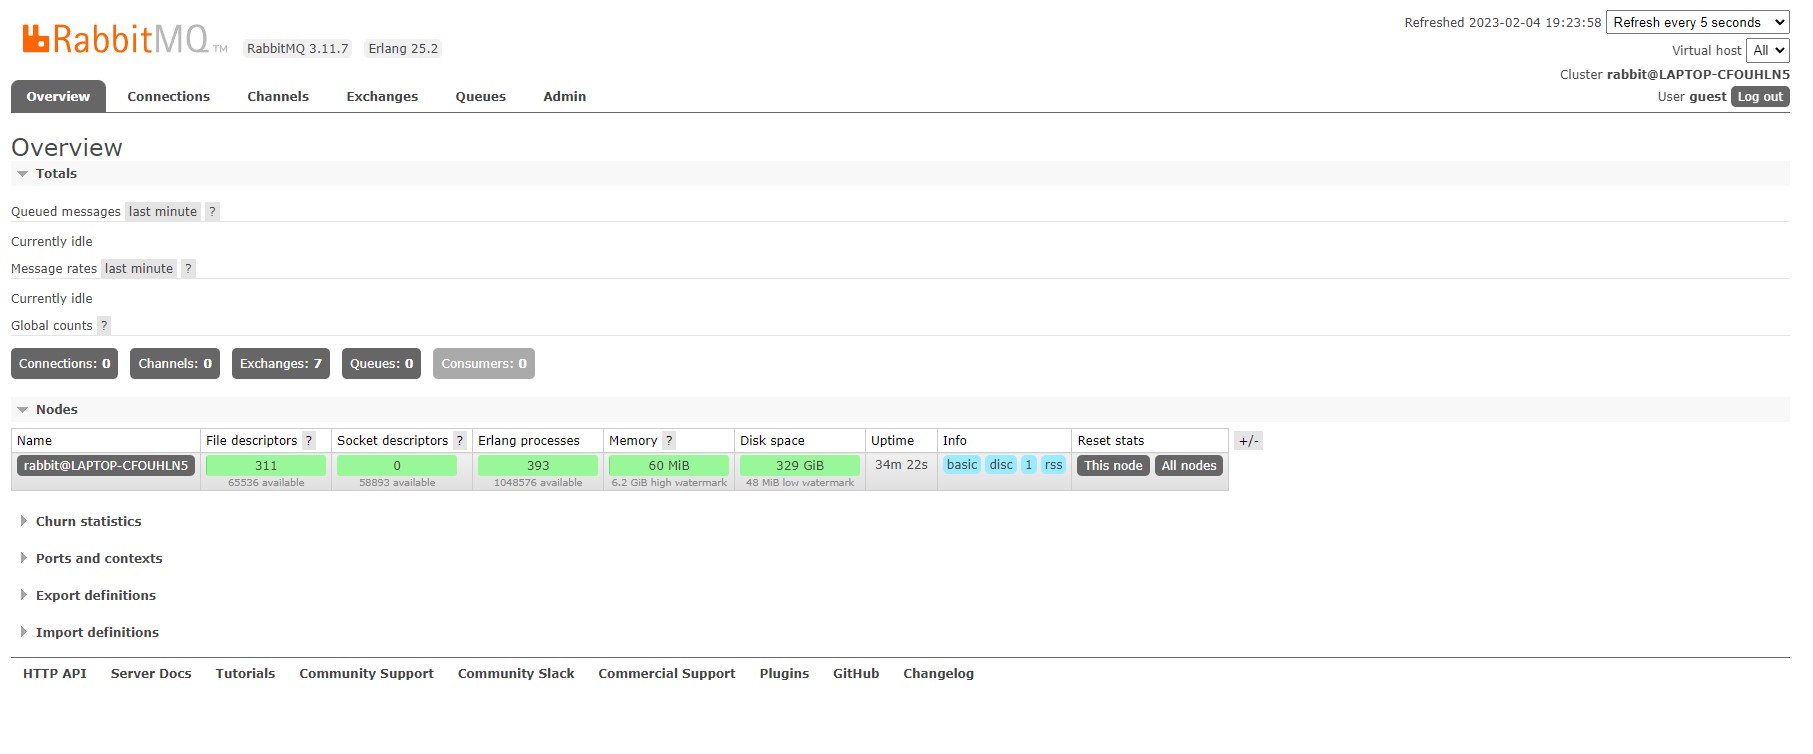 RabbitMQ TM RabbitMQ 3.11.7 Erlang 25.2
Refreshed 2023-02-04 19:23:58 Refresh every 5 seconds
Virtual host All
Cluster rabbit@LAPTOP-CFOUHLN5
User guest Log out
Overview Connections Channels Exchanges Queues Admin
Overview
Totals
Queued messages last minute ?
Currently idle
Message rates last minute ?
Currently idle
Global counts ?
Connections: 0 Channels: 0 Exchanges: 7 Queues: 0 Consumers: 0
Nodes
Name File descriptors ? Socket descriptors ? Erlang processes Memory ? Disk space Uptime Info Reset stats +/-
rabbit@LAPTOP-CFOUHLN5 311 0 393 60 MiB 329 GiB 34m 22s basic disc 1 rss This node All nodes
65536 available 58893 available 1048576 available 6.2 GiB high watermark 48 MiB low watermark
Churn statistics
Ports and contexts
Export definitions
Import definitions
HTTP API Server Docs Tutorials Community Support Community Slack Commercial Support Plugins GitHub Changelog